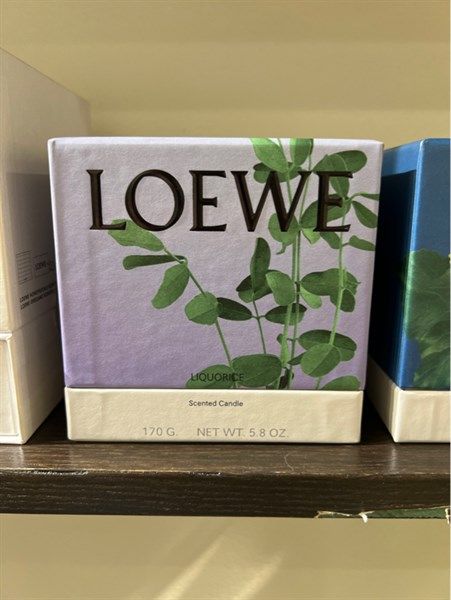 LOEWE
LIQUORICE
Scented Candle
170 G. NET WT. 5.8 OZ.